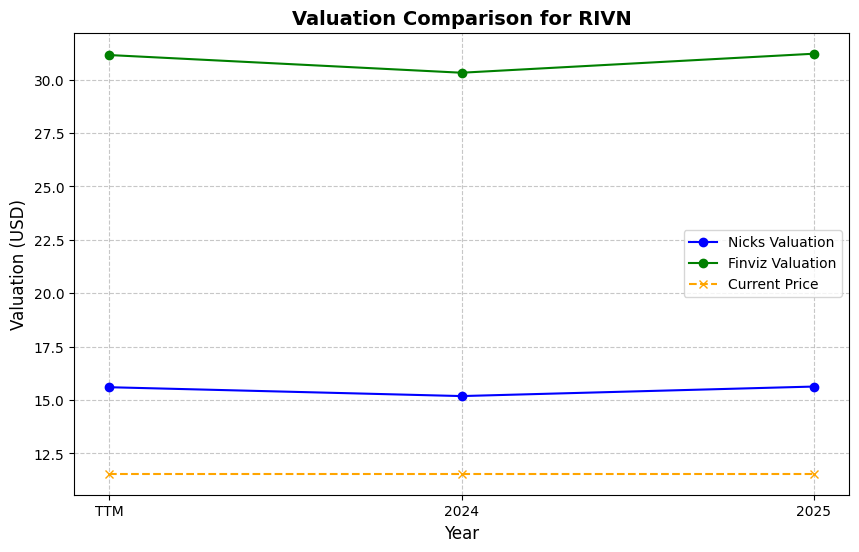 Valuation Comparison for RIVN
Valuation (USD)
30.0
27.5
25.0
22.5
20.0
17.5
15.0
12.5
Nicks Valuation
Finviz Valuation
Current Price
TTM
2024
2025
Year